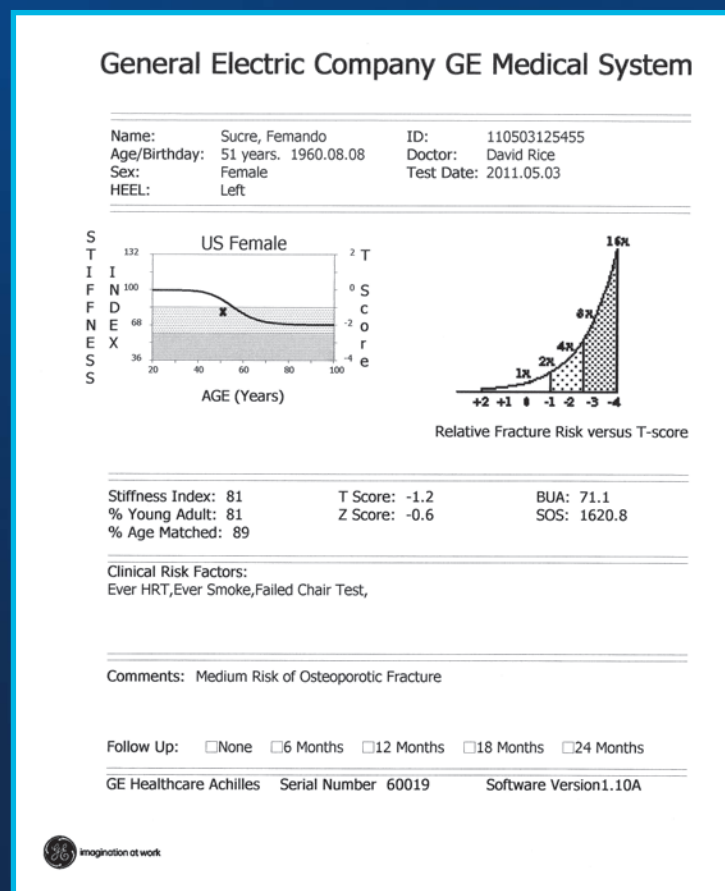 General Electric Company GE Medical System
Name: Sucre, Femando ID: 110503125455
Age/Birthday: 51 years. 1960.08.08 Doctor: David Rice
Sex: Female Test Date: 2011.05.03
HEEL: Left
US Female
STIFFNESS
INDEX
132
100
68
36
2
0
-2
-4
T Score
20 40 60 80 100
AGE (Years)
16x
8x
4x
2x
1x
+2 +1 0 -1 -2 -3 -4
Relative Fracture Risk versus T-score
Stiffness Index: 81 T Score: -1.2 BUA: 71.1
% Young Adult: 81 Z Score: -0.6 SOS: 1620.8
% Age Matched: 89
Clinical Risk Factors:
Ever HRT,Ever Smoke,Failed Chair Test,
Comments: Medium Risk of Osteoporotic Fracture
Follow Up: None 6 Months 12 Months 18 Months 24 Months
GE Healthcare Achilles Serial Number 60019 Software Version1.10A
imagination at work